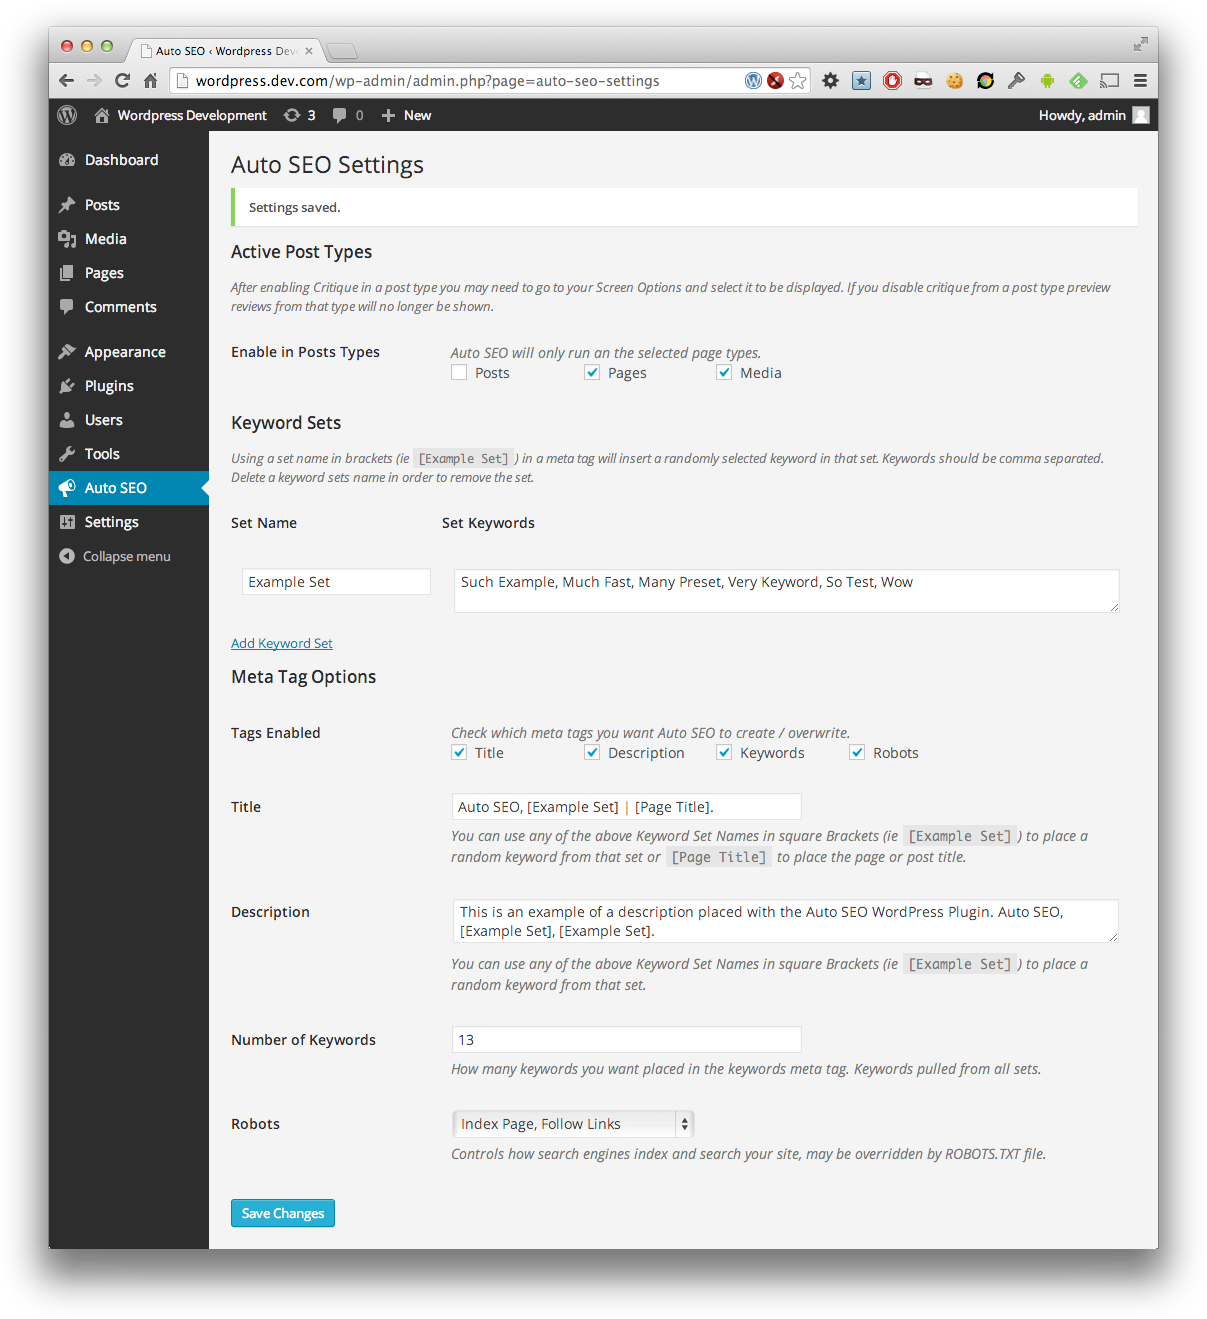 Auto SEO ‹ Wordpress Dev
wordpress.dev.com/wp-admin/admin.php?page=auto-seo-settings
Wordpress Development 3 0 New Howdy, admin
Dashboard
Posts
Media
Pages
Comments
Appearance
Plugins
Users
Tools
Auto SEO
Settings
Collapse menu
Auto SEO Settings
Settings saved.
Active Post Types
After enabling Critique in a post type you may need to go to your Screen Options and select it to be displayed. If you disable critique from a post type preview
reviews from that type will no longer be shown.
Enable in Posts Types
Auto SEO will only run an the selected page types.
Posts Pages Media
Keyword Sets
Using a set name in brackets (ie [Example Set] ) in a meta tag will insert a randomly selected keyword in that set. Keywords should be comma separated.
Delete a keyword sets name in order to remove the set.
Set Name Set Keywords
Example Set Such Example, Much Fast, Many Preset, Very Keyword, So Test, Wow
Add Keyword Set
Meta Tag Options
Tags Enabled
Check which meta tags you want Auto SEO to create / overwrite.
Title Description Keywords Robots
Title
Auto SEO, [Example Set] | [Page Title].
You can use any of the above Keyword Set Names in square Brackets (ie [Example Set] ) to place a
random keyword from that set or [Page Title] to place the page or post title.
Description
This is an example of a description placed with the Auto SEO WordPress Plugin. Auto SEO,
[Example Set], [Example Set].
You can use any of the above Keyword Set Names in square Brackets (ie [Example Set] ) to place a
random keyword from that set.
Number of Keywords
13
How many keywords you want placed in the keywords meta tag. Keywords pulled from all sets.
Robots
Index Page, Follow Links
Controls how search engines index and search your site, may be overridden by ROBOTS.TXT file.
Save Changes